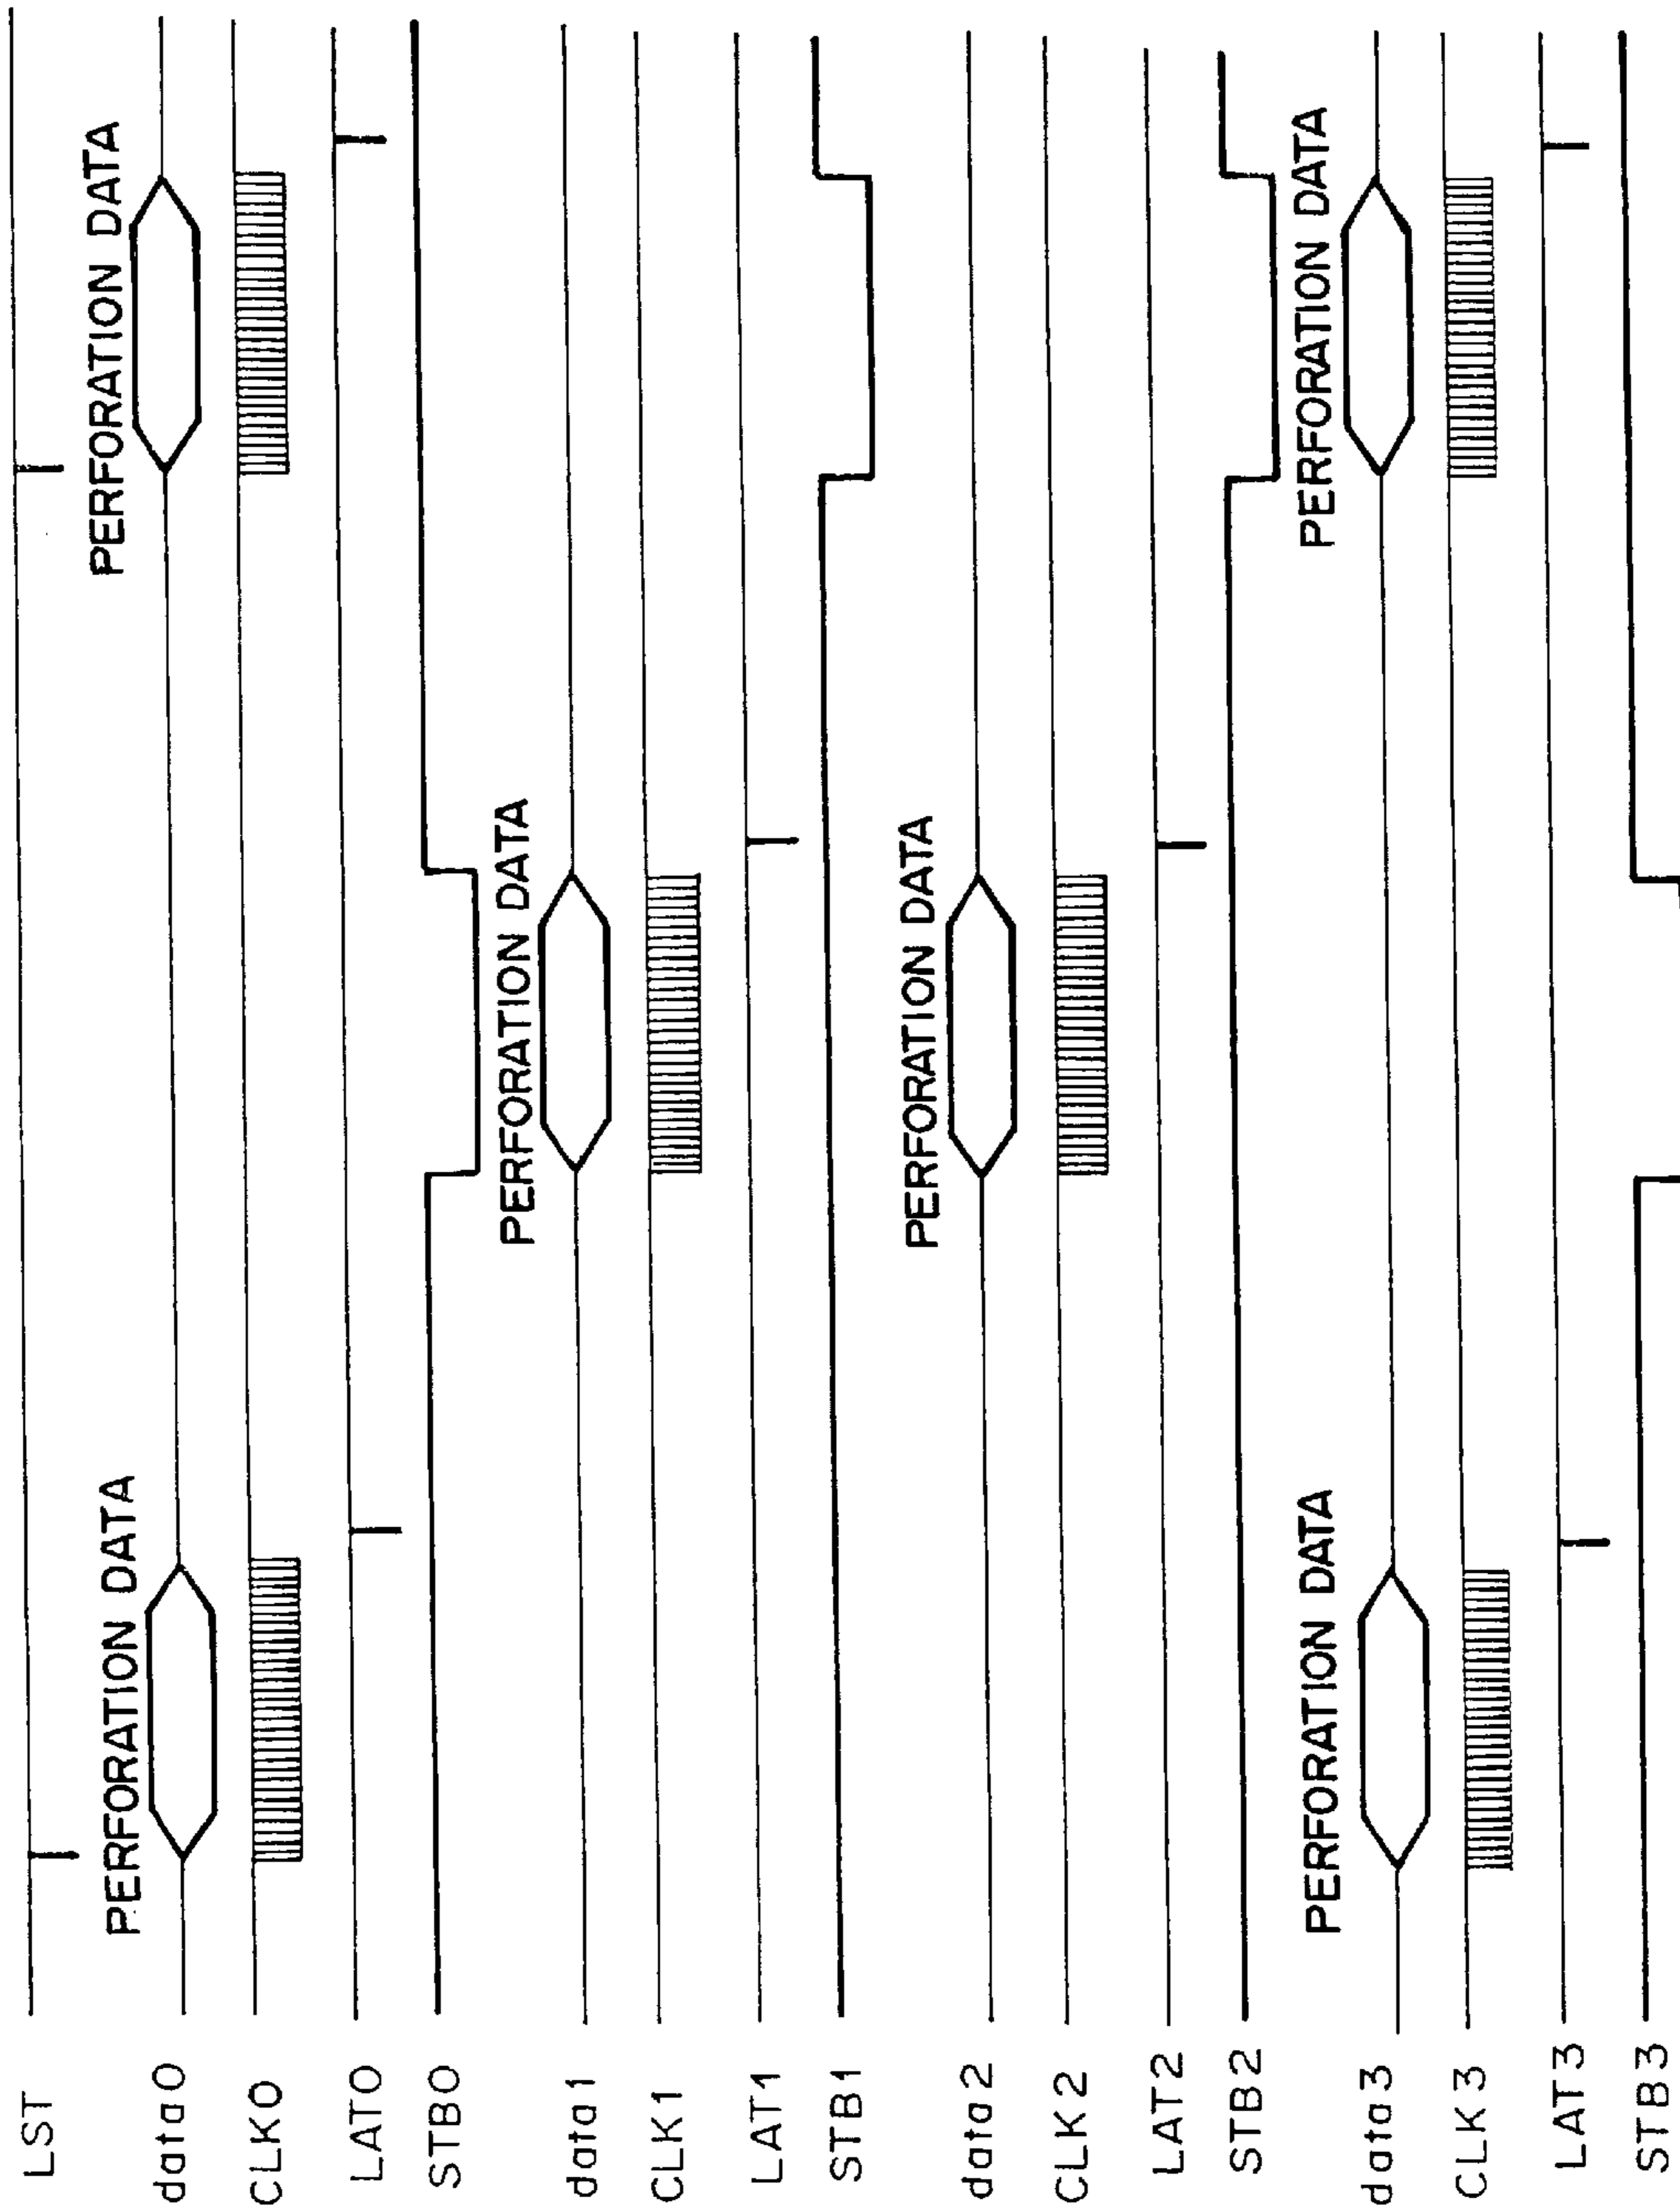 LST
PERFORATION DATA
PERFORATION DATA
data0
CLK0
LAT0
STB0
PERFORATION DATA
data1
CLK1
LAT1
STB1
PERFORATION DATA
data2
CLK2
LAT2
STB2
PERFORATION DATA
PERFORATION DATA
data3
CLK3
LAT3
STB3